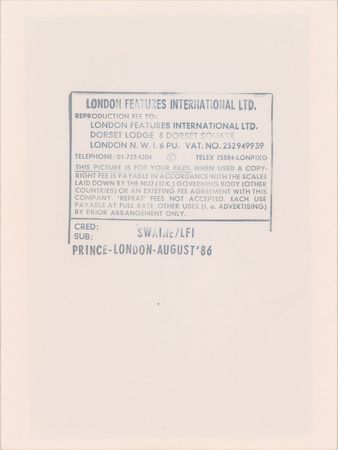 LONDON FEATURES INTERNATIONAL LTD.
REPRODUCTION FEE TO:
LONDON FEATURES INTERNATIONAL LTD.
DORSET LODGE 8 DORSET SQUARE
LONDON N.W.1. 6 PU. VAT. NO. 232949939
TELEPHONE: 01-723 4204 © TELEX 25884-LONPIXG
THIS PICTURE IS FOR YOUR FILES. WHEN USED A COPY-
RIGHT FEE IS PAYABLE IN ACCORDANCE WITH THE SCALES
LAID DOWN BY THE NUJ (U.K.) GOVERNING BODY (OTHER
COUNTRIES) OR AN EXISTING FEE AGREEMENT WITH THIS
COMPANY. 'REPEAT' FEES NOT ACCEPTED. EACH USE
PAYABLE AT FULL RATE OTHER USES (i. e. ADVERTISING)
BY PRIOR ARRANGEMENT ONLY.
CRED: SWAINE/LFI
SUB:
PRINCE-LONDON-AUGUST'86